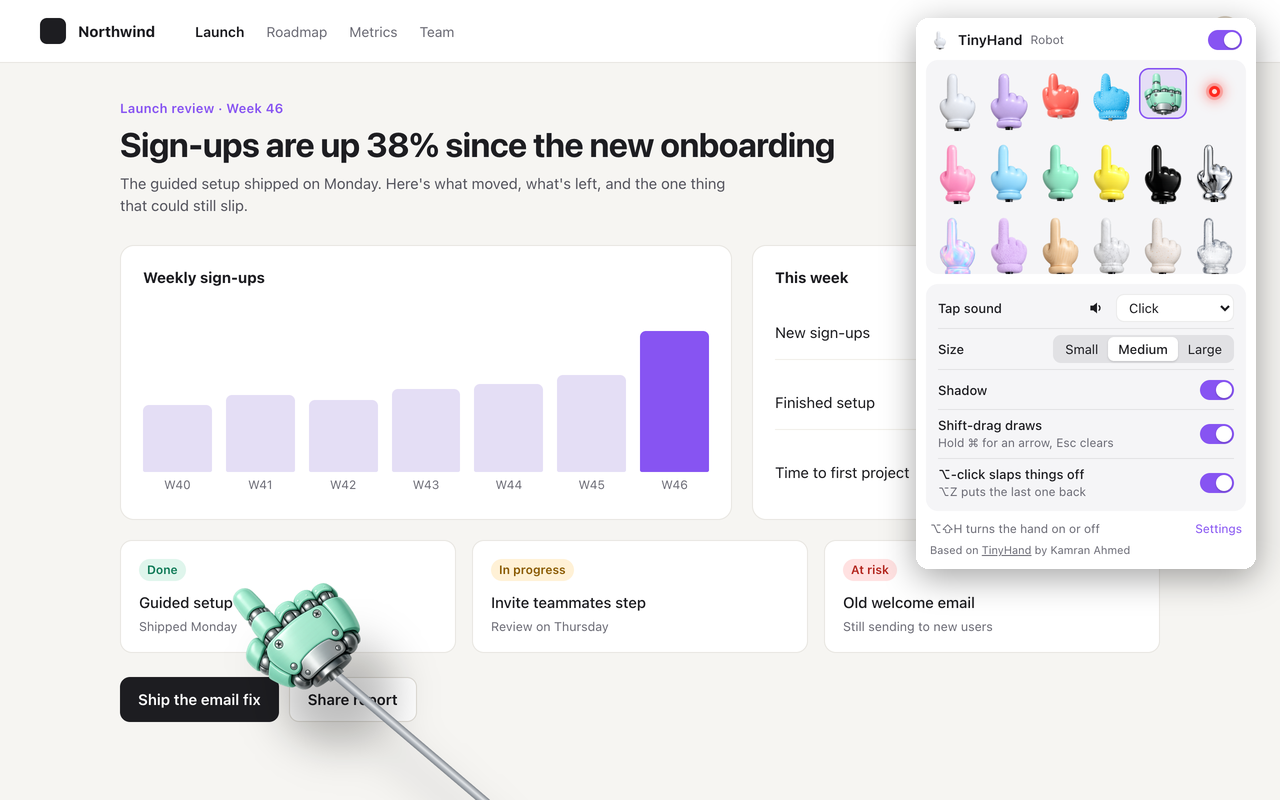 Northwind
Launch
Roadmap
Metrics
Team
Launch review · Week 46
Sign-ups are up 38% since the new onboarding
The guided setup shipped on Monday. Here's what moved, what's left, and the one thing
that could still slip.
Weekly sign-ups
W40
W41
W42
W43
W44
W45
W46
This week
New sign-ups
Finished setup
Time to first project
Done
Guided setup
Shipped Monday
In progress
Invite teammates step
Review on Thursday
At risk
Old welcome email
Still sending to new users
Ship the email fix
Share report
TinyHand Robot
Tap sound
Click
Size
Small
Medium
Large
Shadow
Shift-drag draws
Hold ⌘ for an arrow, Esc clears
⌥-click slaps things off
⌥Z puts the last one back
⌥⇧H turns the hand on or off
Settings
Based on TinyHand by Kamran Ahmed